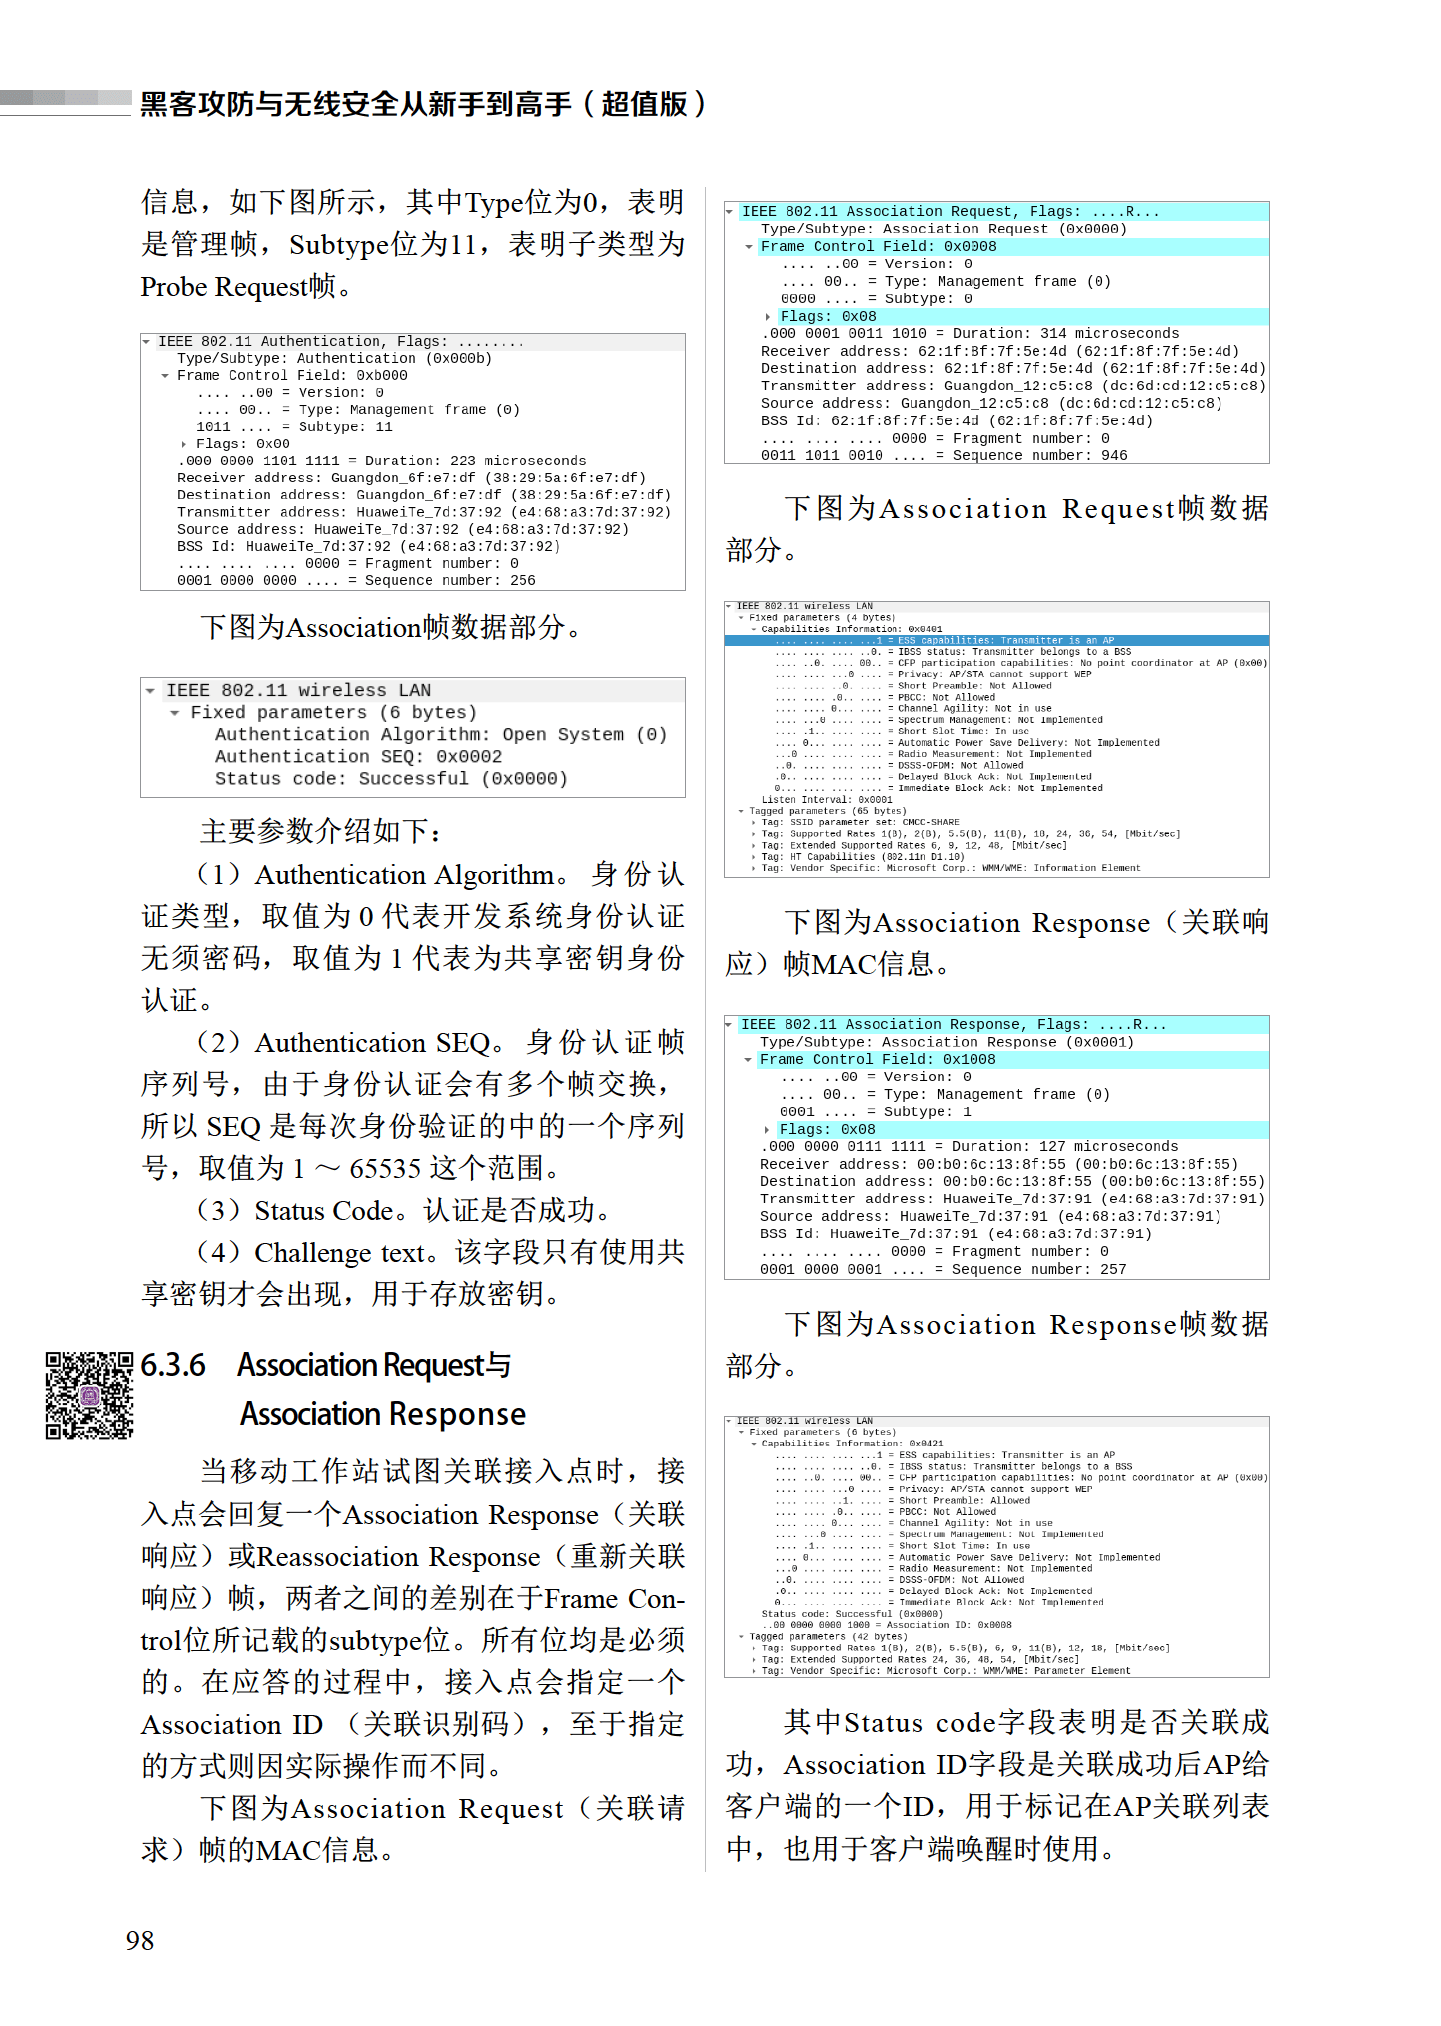 黑客攻防与无线安全从新手到高手（超值版）
信息，如下图所示，其中Type位为0，表明
是管理帧，Subtype位为11，表明子类型为
Probe Request帧。
IEEE 802.11 Authentication, Flags: ........
Type/Subtype: Authentication (0x000b)
Frame Control Field: 0xb000
.... ..00 = Version: 0
.... 00.. = Type: Management frame (0)
1011 .... = Subtype: 11
Flags: 0x00
.000 0000 1101 1111 = Duration: 223 microseconds
Receiver address: Guangdon_6f:e7:df (38:29:5a:6f:e7:df)
Destination address: Guangdon_6f:e7:df (38:29:5a:6f:e7:df)
Transmitter address: HuaweiTe_7d:37:92 (e4:68:a3:7d:37:92)
Source address: HuaweiTe_7d:37:92 (e4:68:a3:7d:37:92)
BSS Id: HuaweiTe_7d:37:92 (e4:68:a3:7d:37:92)
.... .... .... 0000 = Fragment number: 0
0001 0000 0000 .... = Sequence number: 256
下图为Association帧数据部分。
IEEE 802.11 wireless LAN
Fixed parameters (6 bytes)
Authentication Algorithm: Open System (0)
Authentication SEQ: 0x0002
Status code: Successful (0x0000)
主要参数介绍如下：
（1）Authentication Algorithm。身份认
证类型，取值为 0 代表开发系统身份认证
无须密码，取值为 1 代表为共享密钥身份
认证。
（2）Authentication SEQ。身份认证帧
序列号，由于身份认证会有多个帧交换，
所以 SEQ 是每次身份验证的中的一个序列
号，取值为 1 ～ 65535 这个范围。
（3）Status Code。认证是否成功。
（4）Challenge text。该字段只有使用共
享密钥才会出现，用于存放密钥。
6.3.6 Association Request与
Association Response
当移动工作站试图关联接入点时，接
入点会回复一个Association Response（关联
响应）或Reassociation Response（重新关联
响应）帧，两者之间的差别在于Frame Con-
trol位所记载的subtype位。所有位均是必须
的。在应答的过程中，接入点会指定一个
Association ID （关联识别码），至于指定
的方式则因实际操作而不同。
下图为Association Request（关联请
求）帧的MAC信息。
IEEE 802.11 Association Request, Flags: ....R...
Type/Subtype: Association Request (0x0000)
Frame Control Field: 0x0008
.... ..00 = Version: 0
.... 00.. = Type: Management frame (0)
0000 .... = Subtype: 0
Flags: 0x08
.000 0001 0011 1010 = Duration: 314 microseconds
Receiver address: 62:1f:8f:7f:5e:4d (62:1f:8f:7f:5e:4d)
Destination address: 62:1f:8f:7f:5e:4d (62:1f:8f:7f:5e:4d)
Transmitter address: Guangdon_12:c5:c8 (dc:6d:cd:12:c5:c8)
Source address: Guangdon_12:c5:c8 (dc:6d:cd:12:c5:c8)
BSS Id: 62:1f:8f:7f:5e:4d (62:1f:8f:7f:5e:4d)
.... .... .... 0000 = Fragment number: 0
0011 1011 0010 .... = Sequence number: 946
下图为Association Request帧数据
部分。
IEEE 802.11 wireless LAN
Fixed parameters (4 bytes)
Capabilities Information: 0x0401
.... .... .... ...1 = ESS capabilities: Transmitter is an AP
.... .... .... ..0. = IBSS status: Transmitter belongs to a BSS
.... ..0. .... 00.. = CFP participation capabilities: No point coordinator at AP (0x00)
.... .... ...0 .... = Privacy: AP/STA cannot support WEP
.... .... ..0. .... = Short Preamble: Not Allowed
.... .... .0.. .... = PBCC: Not Allowed
.... .... 0... .... = Channel Agility: Not in use
.... ...0 .... .... = Spectrum Management: Not Implemented
.... .1.. .... .... = Short Slot Time: In use
.... 0... .... .... = Automatic Power Save Delivery: Not Implemented
...0 .... .... .... = Radio Measurement: Not Implemented
..0. .... .... .... = DSSS-OFDM: Not Allowed
.0.. .... .... .... = Delayed Block Ack: Not Implemented
0... .... .... .... = Immediate Block Ack: Not Implemented
Listen Interval: 0x0001
Tagged parameters (65 bytes)
Tag: SSID parameter set: CMCC-SHARE
Tag: Supported Rates 1(B), 2(B), 5.5(B), 11(B), 18, 24, 36, 54, [Mbit/sec]
Tag: Extended Supported Rates 6, 9, 12, 48, [Mbit/sec]
Tag: HT Capabilities (802.11n D1.10)
Tag: Vendor Specific: Microsoft Corp.: WMM/WME: Information Element
下图为Association Response（关联响
应）帧MAC信息。
IEEE 802.11 Association Response, Flags: ....R...
Type/Subtype: Association Response (0x0001)
Frame Control Field: 0x1008
.... ..00 = Version: 0
.... 00.. = Type: Management frame (0)
0001 .... = Subtype: 1
Flags: 0x08
.000 0000 0111 1111 = Duration: 127 microseconds
Receiver address: 00:b0:6c:13:8f:55 (00:b0:6c:13:8f:55)
Destination address: 00:b0:6c:13:8f:55 (00:b0:6c:13:8f:55)
Transmitter address: HuaweiTe_7d:37:91 (e4:68:a3:7d:37:91)
Source address: HuaweiTe_7d:37:91 (e4:68:a3:7d:37:91)
BSS Id: HuaweiTe_7d:37:91 (e4:68:a3:7d:37:91)
.... .... .... 0000 = Fragment number: 0
0001 0000 0001 .... = Sequence number: 257
下图为Association Response帧数据
部分。
IEEE 802.11 wireless LAN
Fixed parameters (6 bytes)
Capabilities Information: 0x0421
.... .... .... ...1 = ESS capabilities: Transmitter is an AP
.... .... .... ..0. = IBSS status: Transmitter belongs to a BSS
.... ..0. .... 00.. = CFP participation capabilities: No point coordinator at AP (0x00)
.... .... ...0 .... = Privacy: AP/STA cannot support WEP
.... .... ..1. .... = Short Preamble: Allowed
.... .... .0.. .... = PBCC: Not Allowed
.... .... 0... .... = Channel Agility: Not in use
.... ...0 .... .... = Spectrum Management: Not Implemented
.... .1.. .... .... = Short Slot Time: In use
.... 0... .... .... = Automatic Power Save Delivery: Not Implemented
...0 .... .... .... = Radio Measurement: Not Implemented
..0. .... .... .... = DSSS-OFDM: Not Allowed
.0.. .... .... .... = Delayed Block Ack: Not Implemented
0... .... .... .... = Immediate Block Ack: Not Implemented
Status code: Successful (0x0000)
..00 0000 0000 1000 = Association ID: 0x0008
Tagged parameters (42 bytes)
Tag: Supported Rates 1(B), 2(B), 5.5(B), 6, 9, 11(B), 12, 18, [Mbit/sec]
Tag: Extended Supported Rates 24, 36, 48, 54, [Mbit/sec]
Tag: Vendor Specific: Microsoft Corp.: WMM/WME: Parameter Element
其中Status code字段表明是否关联成
功，Association ID字段是关联成功后AP给
客户端的一个ID，用于标记在AP关联列表
中，也用于客户端唤醒时使用。
98